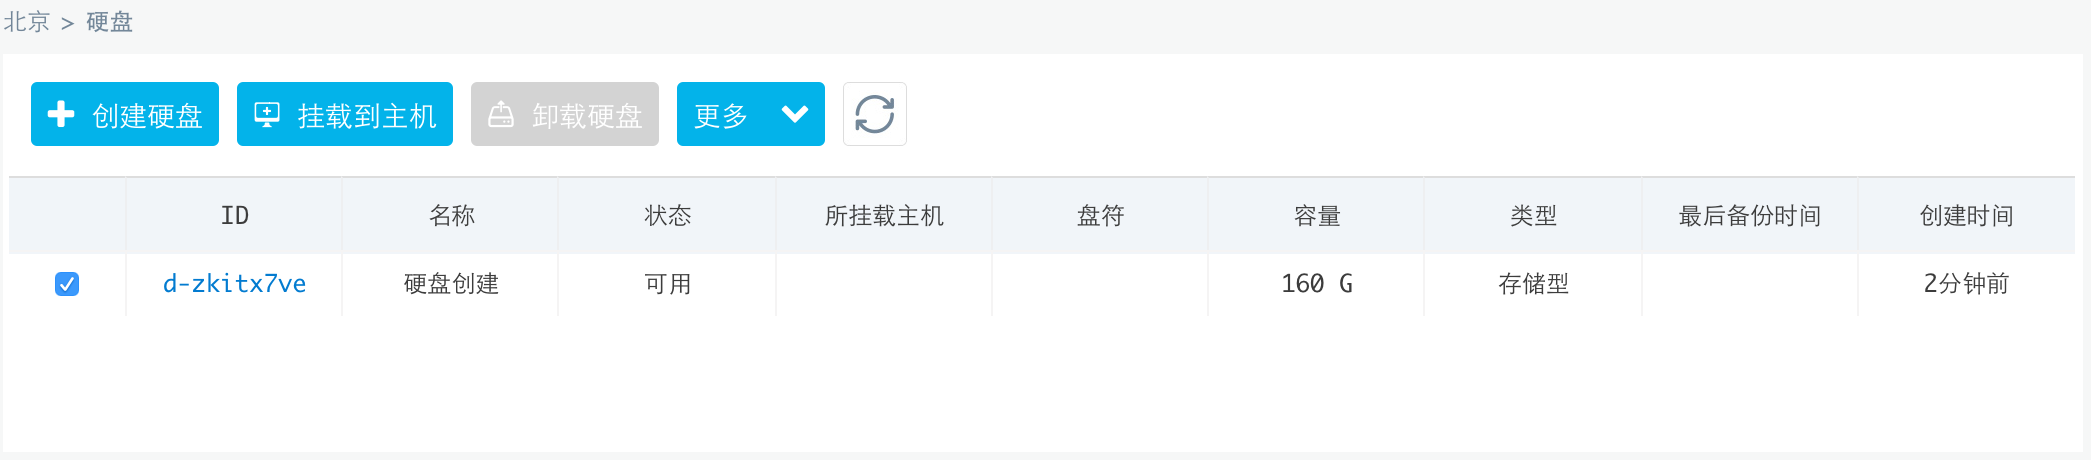 北京 > 硬盘
创建硬盘 挂载到主机 卸载硬盘 更多
ID 名称 状态 所挂载主机 盘符 容量 类型 最后备份时间 创建时间
d-zkitx7ve 硬盘创建 可用 160 G 存储型 2分钟前